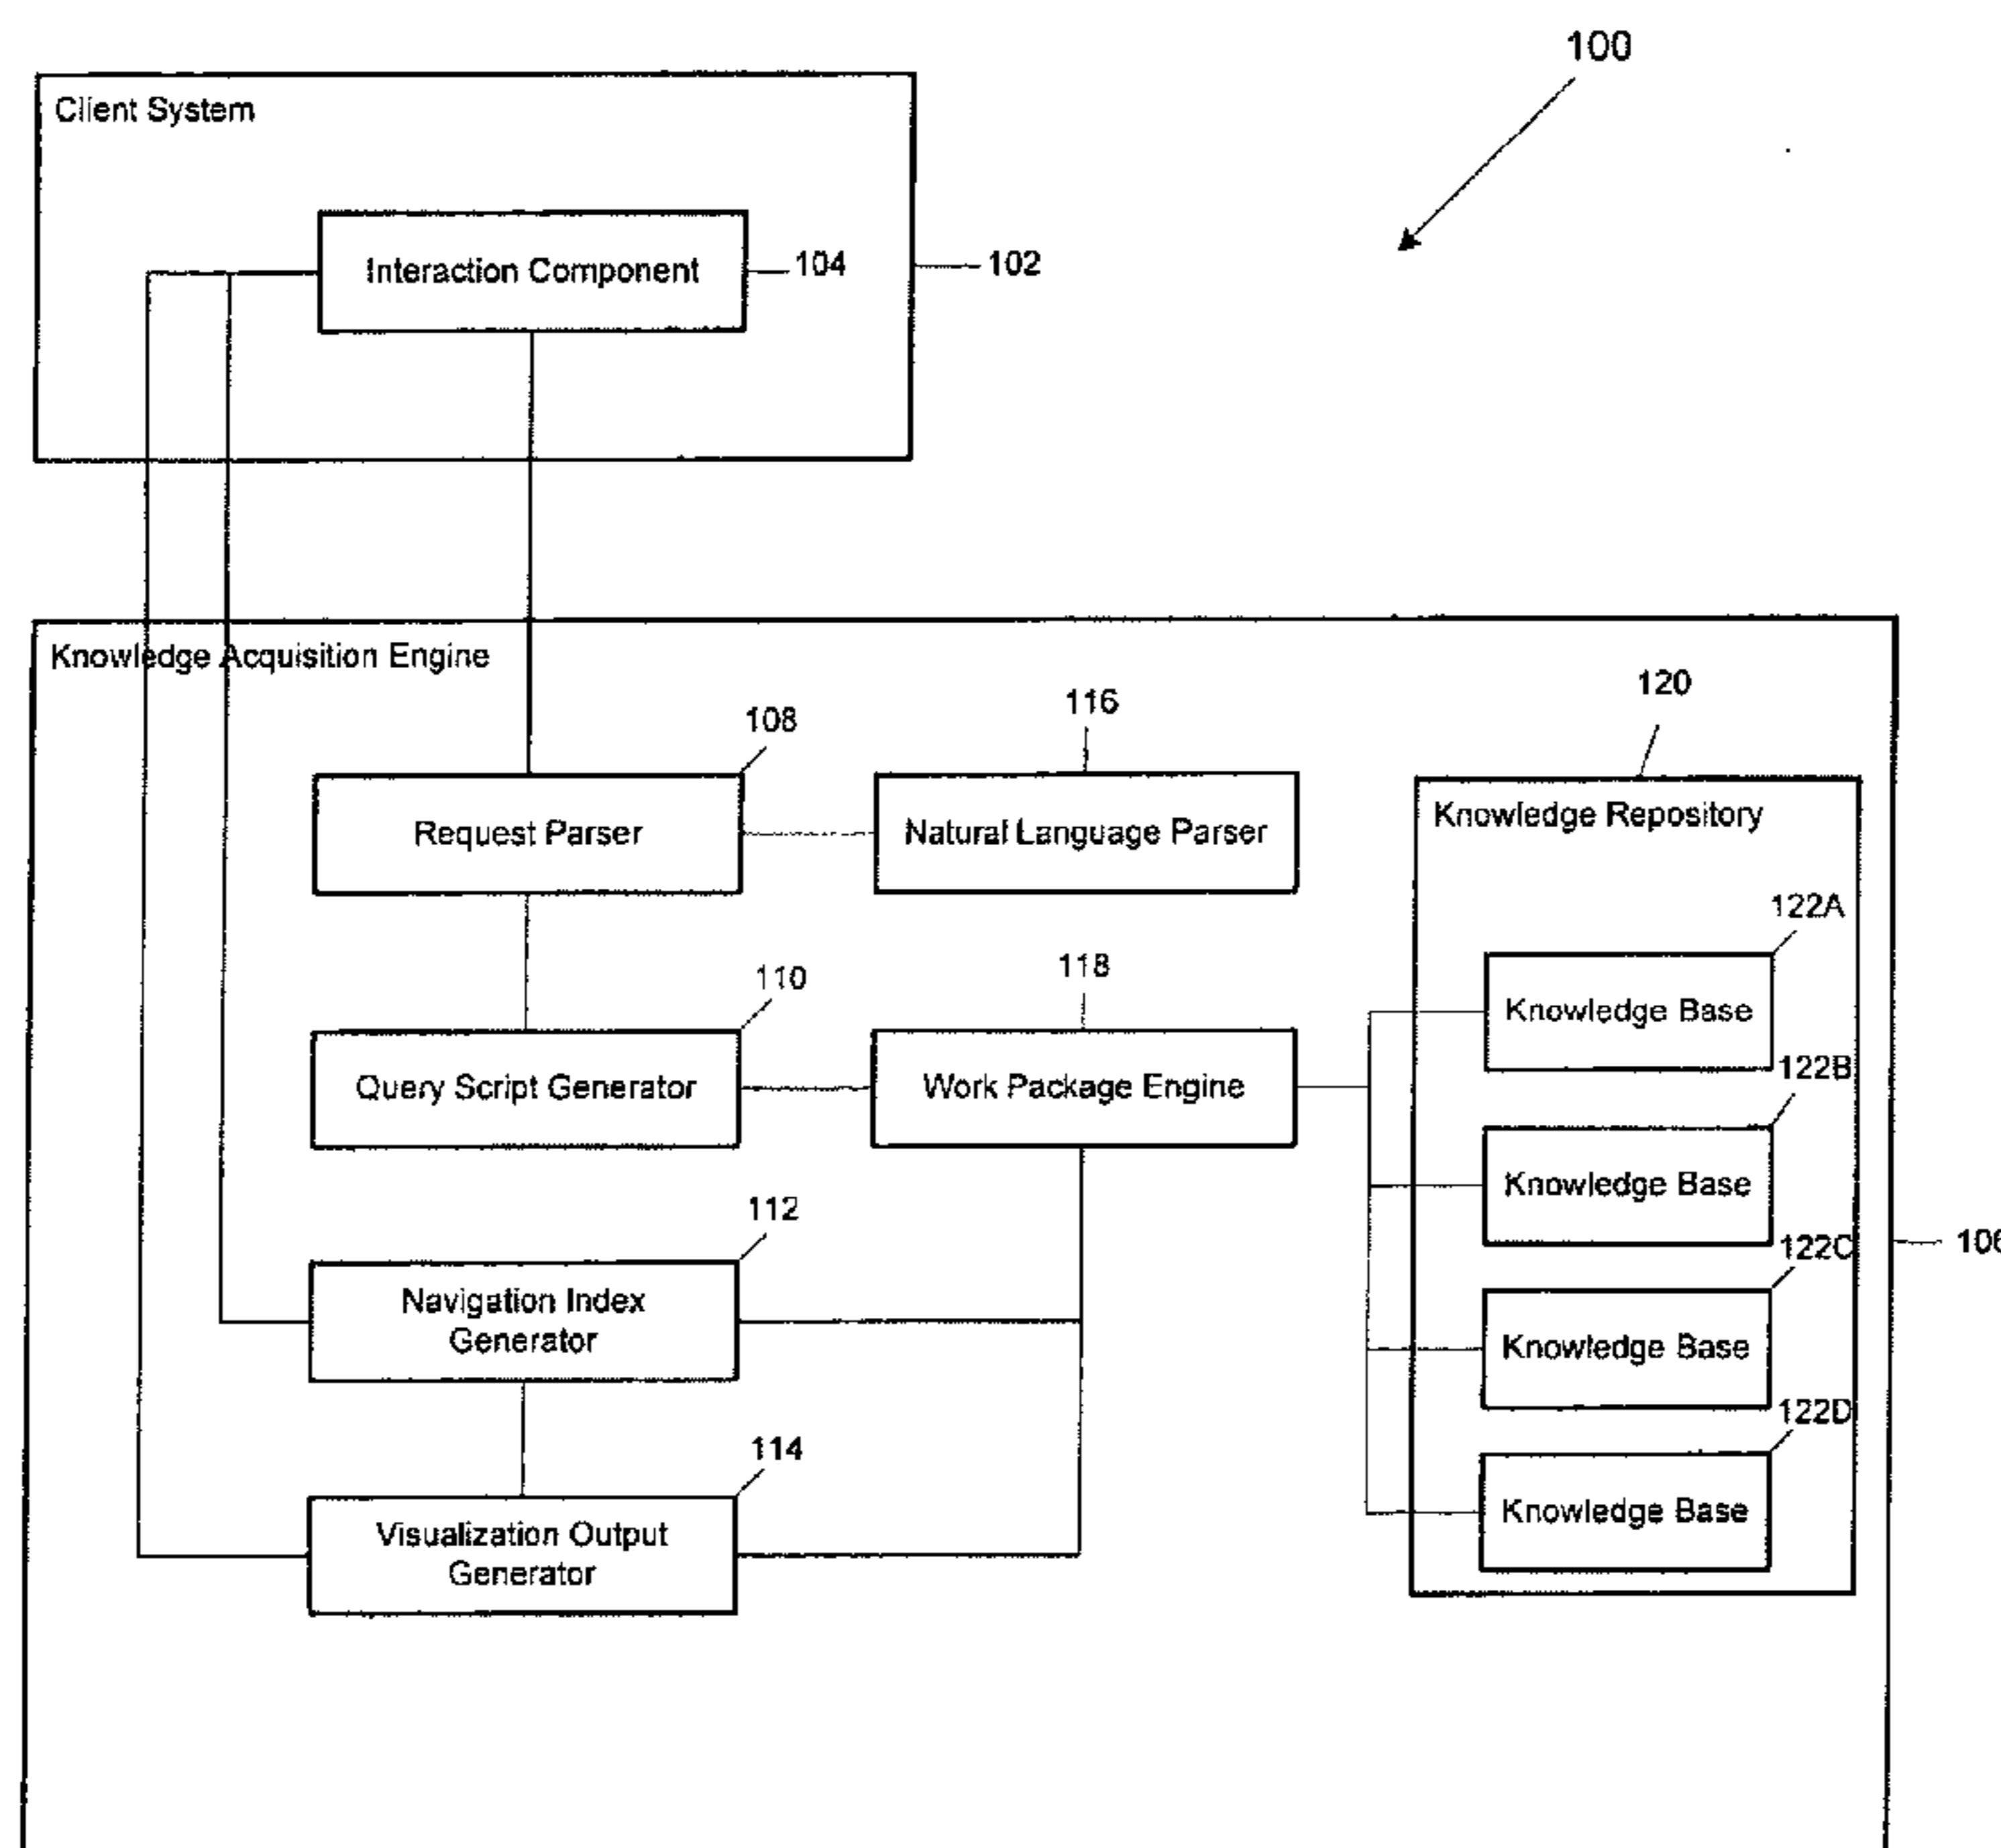 100
Client System
Interaction Component
104
102
Knowledge Acquisition Engine
108
116
120
Request Parser
Natural Language Parser
Knowledge Repository
122A
110
118
Knowledge Base
Query Script Generator
Work Package Engine
122B
Knowledge Base
112
122C
106
Navigation Index
Generator
Knowledge Base
122D
114
Knowledge Base
Visualization Output
Generator